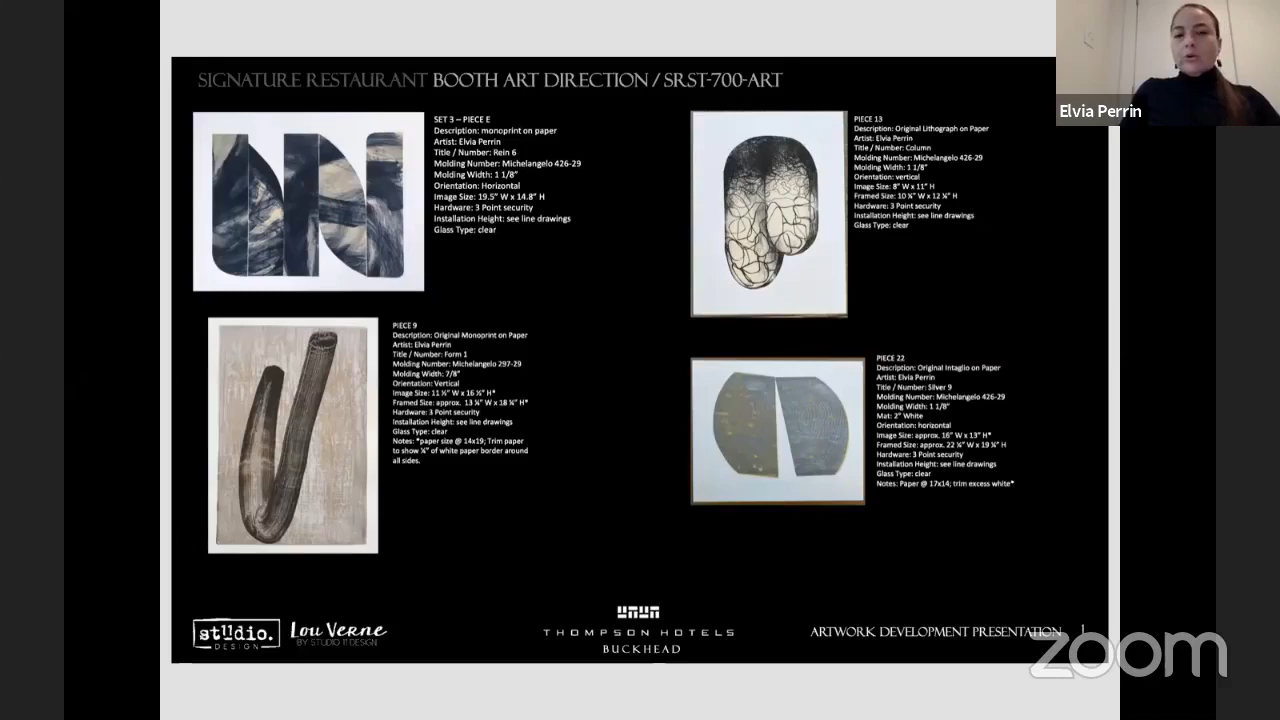 SIGNATURE RESTAURANT BOOTH ART DIRECTION / SRST-700-ART
SET 3 – PIECE E
Description: monoprint on paper
Artist: Elvia Perrin
Title / Number: Rein 6
Molding Number: Michelangelo 426-29
Molding Width: 1 1/8"
Orientation: Horizontal
Image Size: 19.5" W x 14.8" H
Hardware: 3 Point security
Installation Height: see line drawings
Glass Type: clear
PIECE 9
Description: Original Monoprint on Paper
Artist: Elvia Perrin
Title / Number: Form 1
Molding Number: Michelangelo 297-29
Molding Width: 7/8"
Orientation: Vertical
Image Size: 11 ½" W x 16 ½" H*
Framed Size: approx. 13 ¼" W x 18 ¼" H*
Hardware: 3 Point security
Installation Height: see line drawings
Glass Type: clear
Notes: *paper size @ 14x19; Trim paper
to show ¼" of white paper border around
all sides.
PIECE 13
Description: Original Lithograph on Paper
Artist: Elvia Perrin
Title / Number: Column
Molding Number: Michelangelo 426-29
Molding Width: 1 1/8"
Orientation: vertical
Image Size: 8" W x 11" H
Framed Size: 10 ¼" W x 12 ¼" H
Hardware: 3 Point security
Installation Height: see line drawings
Glass Type: clear
PIECE 22
Description: Original Intaglio on Paper
Artist: Elvia Perrin
Title / Number: Silver 9
Molding Number: Michelangelo 426-29
Molding Width: 1 1/8"
Mat: 2" White
Orientation: horizontal
Image Size: approx. 16" W x 13" H*
Framed Size: approx. 22 ¼" W x 19 ¼" H
Hardware: 3 Point security
Installation Height: see line drawings
Glass Type: clear
Notes: Paper @ 17x14; trim excess white*
stUdio.
DESIGN
Lou Verne
BY STUDIO 11 DESIGN
THOMPSON HOTELS
BUCKHEAD
ARTWORK DEVELOPMENT PRESENTATION 1
Elvia Perrin
zoom